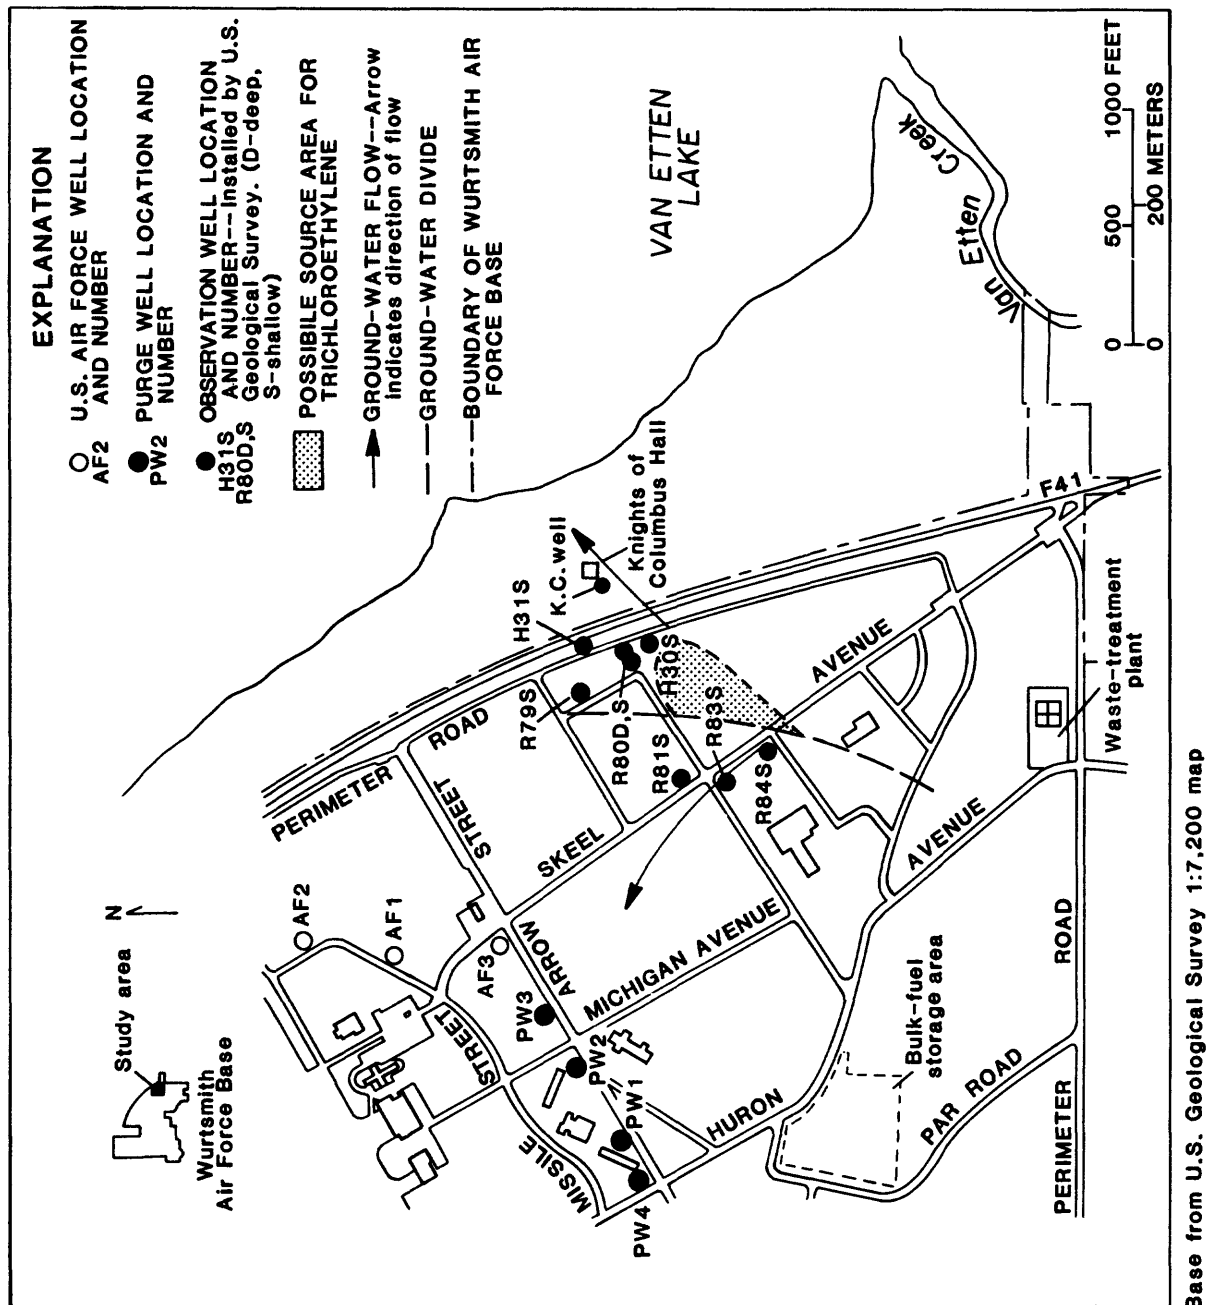 EXPLANATION
U.S. AIR FORCE WELL LOCATION
AF2 AND NUMBER
PURGE WELL LOCATION AND
PW2 NUMBER
OBSERVATION WELL LOCATION
H31S AND NUMBER--Installed by U.S.
R80D,S Geological Survey. (D-deep,
S-shallow)
POSSIBILE SOURCE AREA FOR
TRICHLOROETHYLENE
GROUND-WATER FLOW--Arrow
indicates direction of flow
GROUND-WATER DIVIDE
BOUNDARY OF WURTSMITH AIR
FORCE BASE
VAN ETTEN
LAKE
Van Etten Creek
0 500 1000 FEET
0 200 METERS
N
Study area
Wurtsmith
Air Force Base
AF2
AF1
AF3
PW3
PW2
PW1
PW4
H31S
K.C. well
Knights of
Columbus Hall
R79S
R80D,S
H30S
R81S
R83S
R84S
PERIMETER ROAD
ARROW STREET
SKEEL AVENUE
MICHIGAN AVENUE
MISSILE STREET
HURON AVENUE
F41
Bulk-fuel
storage area
PAR ROAD
PERIMETER ROAD
Waste-treatment
plant
Base from U.S. Geological Survey 1:7,200 map